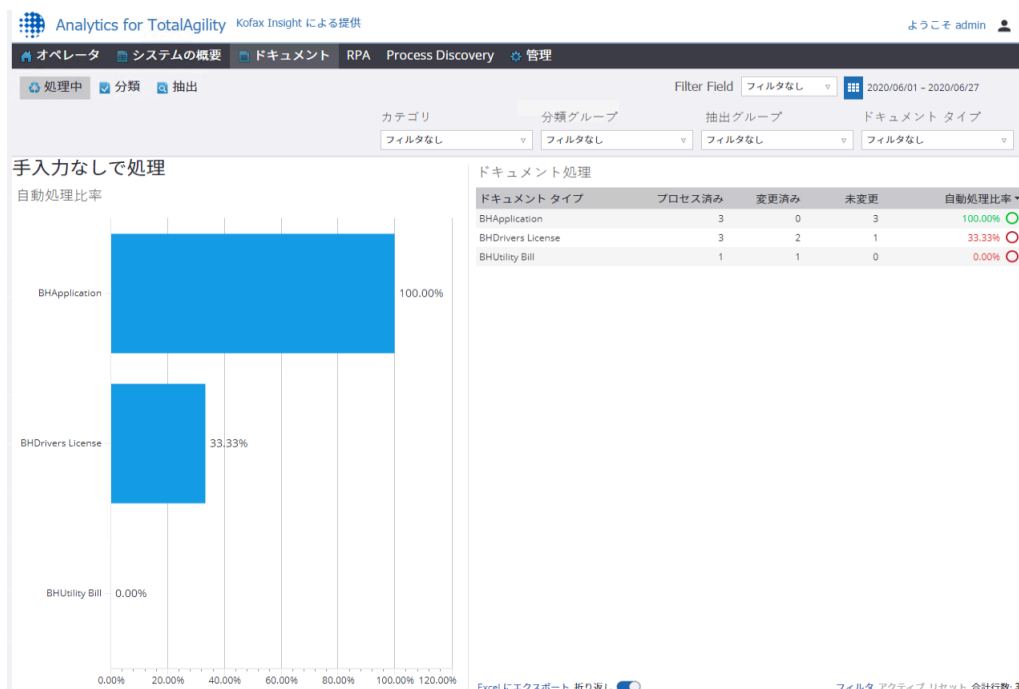 Analytics for TotalAgility Kofax Insight による提供 ようこそ admin
オペレータ システムの概要 ドキュメント RPA Process Discovery 管理
処理中 分類 抽出 Filter Field フィルタなし 2020/06/01 – 2020/06/27
カテゴリ 分類グループ 抽出グループ ドキュメント タイプ
フィルタなし フィルタなし フィルタなし フィルタなし
手入力なしで処理
自動処理比率
BHApplication 100.00%
BHDrivers License 33.33%
BHUtility Bill 0.00%
0.00% 20.00% 40.00% 60.00% 80.00% 100.00% 120.00%
ドキュメント処理
ドキュメント タイプ プロセス済み 変更済み 未変更 自動処理比率
BHApplication 3 0 3 100.00%
BHDrivers License 3 2 1 33.33%
BHUtility Bill 1 1 0 0.00%
Excel にエクスポート 折り返し フィルタ アクティブ リセット 合計行数: 3